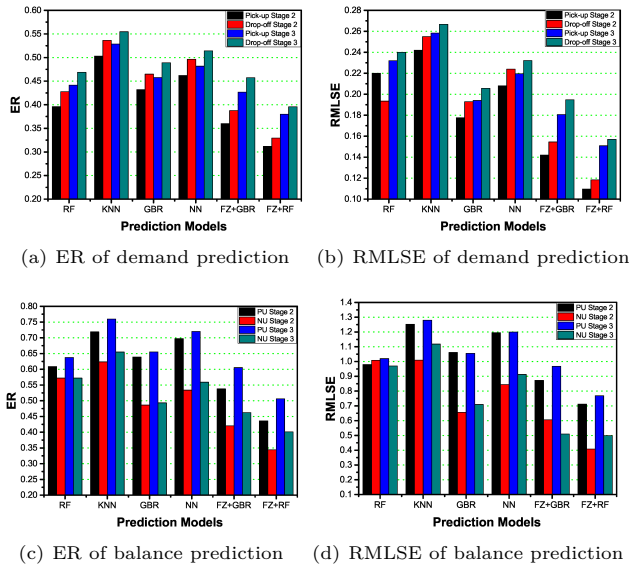 Pick-up Stage 2
Drop-off Stage 2
Pick-up Stage 3
Drop-off Stage 3
0.60
0.55
0.50
0.45
0.40
0.35
0.30
0.25
0.20
ER
RF KNN GBR NN FZ+GBR FZ+RF
Prediction Models
(a) ER of demand prediction
Pick-up Stage 2
Drop-off Stage 2
Pick-up Stage 3
Drop-off Stage 3
0.28
0.26
0.24
0.22
0.20
0.18
0.16
0.14
0.12
0.10
RMLSE
RF KNN GBR NN FZ+GBR FZ+RF
Prediction Models
(b) RMLSE of demand prediction
PU Stage 2
NU Stage 2
PU Stage 3
NU Stage 3
0.80
0.75
0.70
0.65
0.60
0.55
0.50
0.45
0.40
0.35
0.30
0.25
0.20
ER
RF KNN GBR NN FZ+GBR FZ+RF
Prediction Models
(c) ER of balance prediction
PU Stage 2
NU Stage 2
PU Stage 3
NU Stage 3
1.4
1.3
1.2
1.1
1.0
0.9
0.8
0.7
0.6
0.5
0.4
0.3
0.2
0.1
RMLSE
RF KNN GBR NN FZ+GBR FZ+RF
Prediction Models
(d) RMLSE of balance prediction